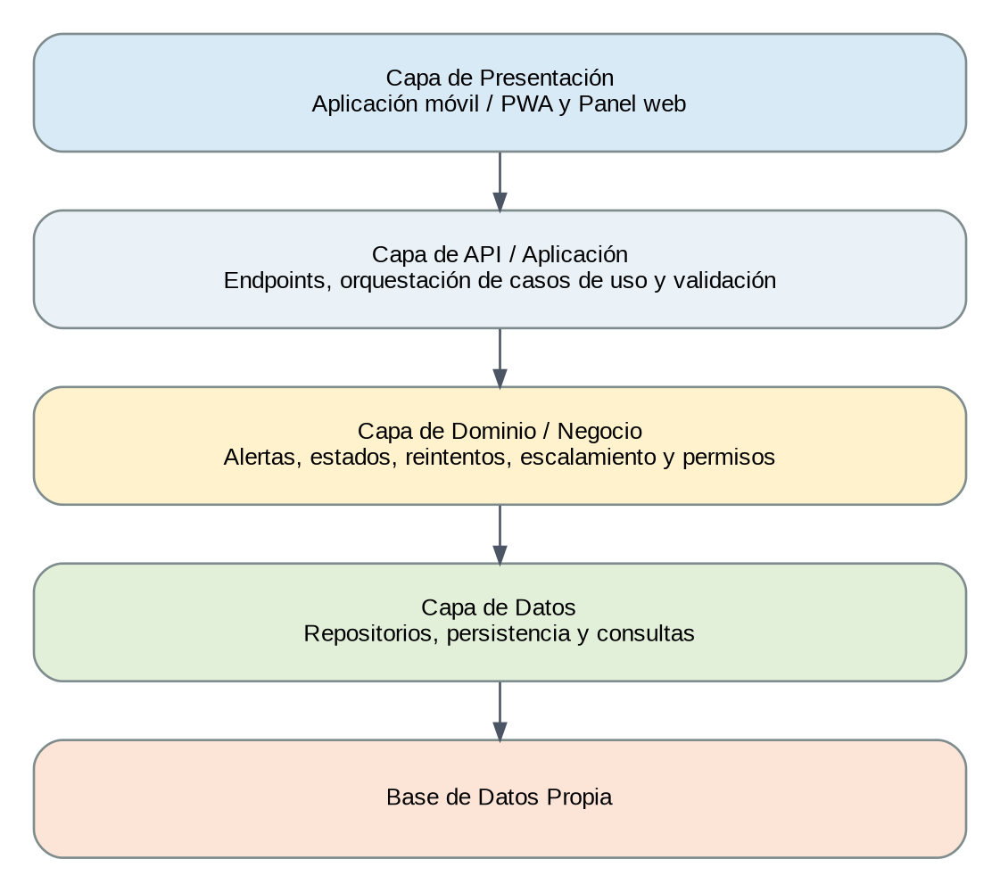 Capa de Presentación
Aplicación móvil / PWA y Panel web
Capa de API / Aplicación
Endpoints, orquestación de casos de uso y validación
Capa de Dominio / Negocio
Alertas, estados, reintentos, escalamiento y permisos
Capa de Datos
Repositorios, persistencia y consultas
Base de Datos Propia